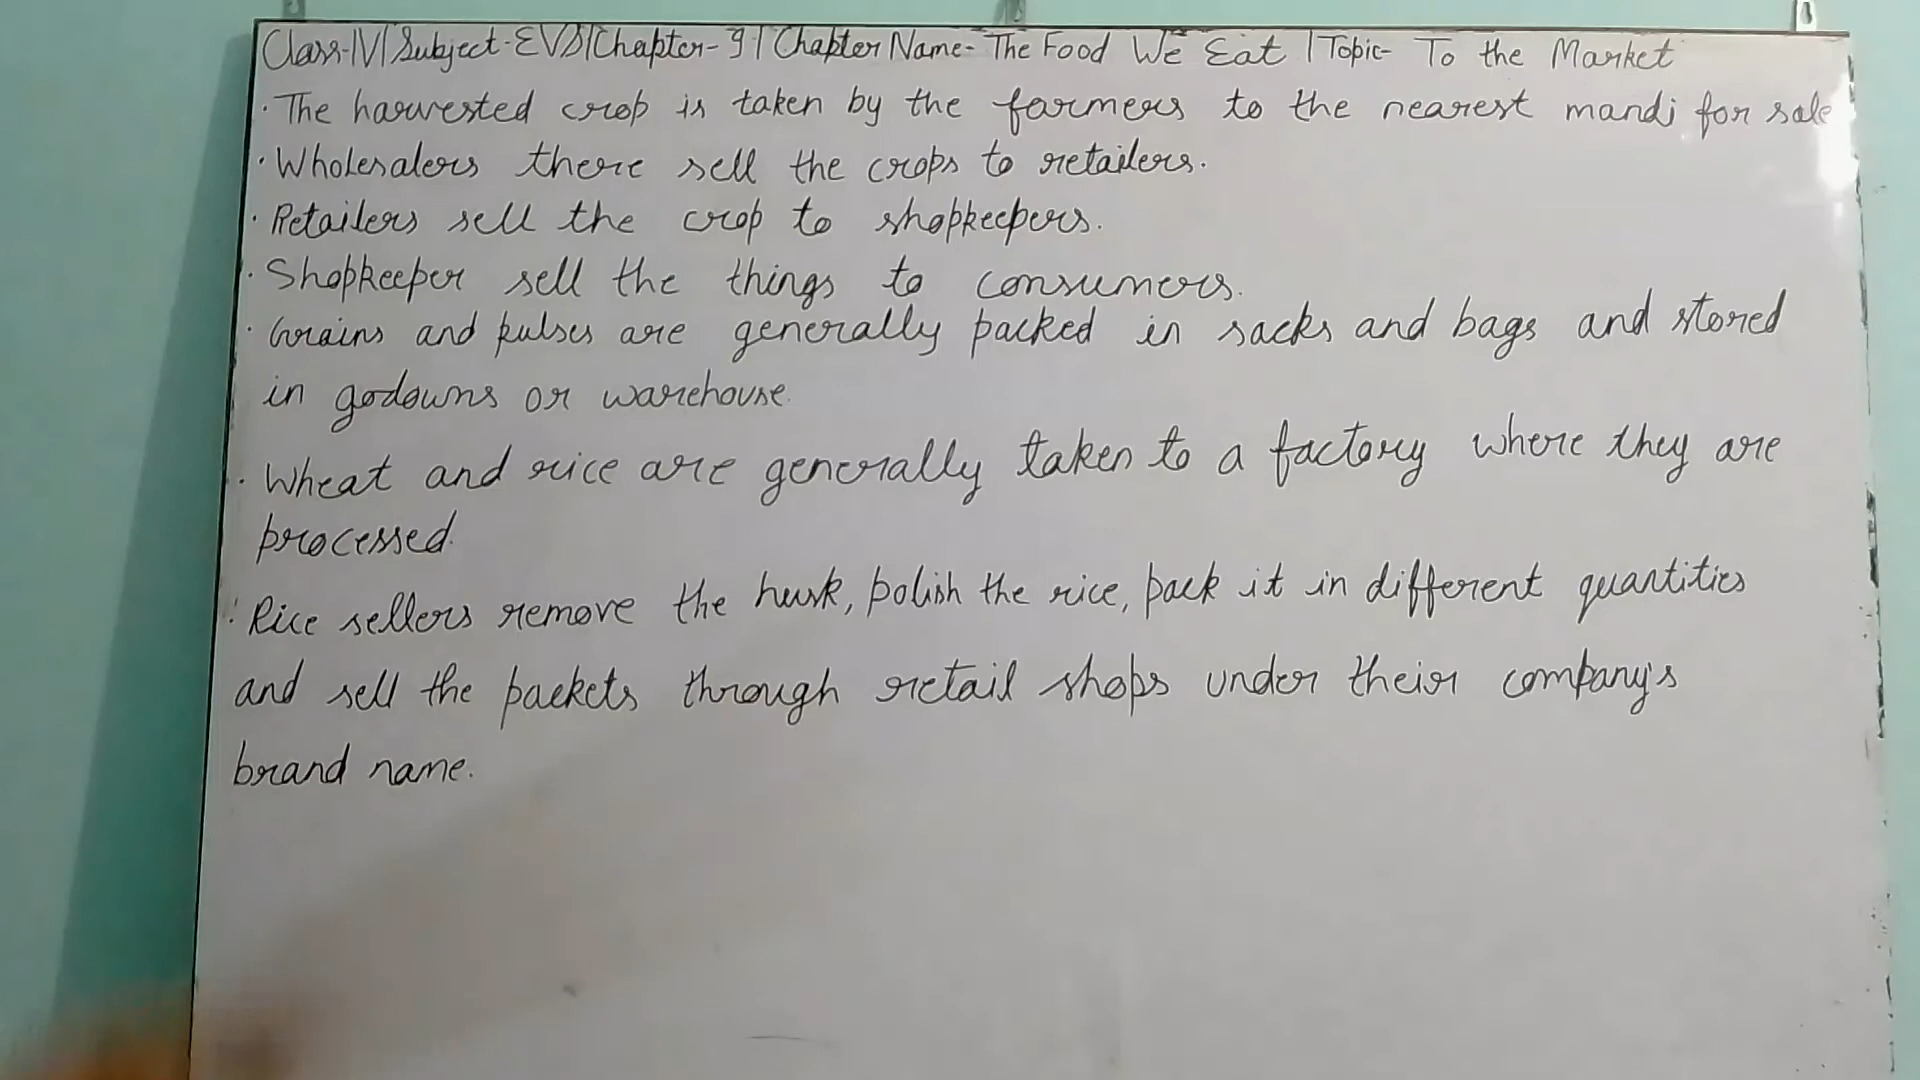 Class-IV|Subject-EVS|Chapter-9| Chapter Name- The Food We Eat | Topic- To the Market
· The harvested crop is taken by the farmers to the nearest mandi for sale
· Wholesalers there sell the crops to retailers.
· Retailers sell the crop to shopkeepers.
· Shopkeeper sell the things to consumers.
· Grains and pulses are generally packed in sacks and bags and stored
in godowns or warehouse.
· Wheat and rice are generally taken to a factory where they are
processed.
· Rice sellers remove the husk, polish the rice, pack it in different quantities
and sell the packets through retail shops under their company's
brand name.